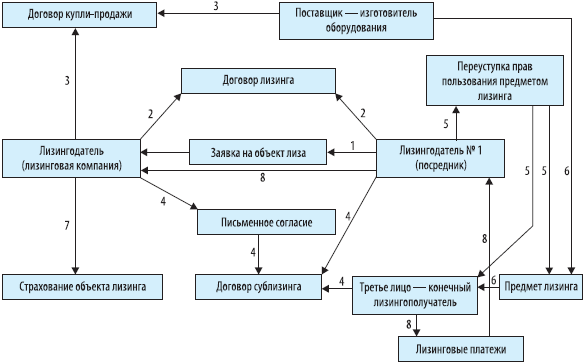 Договор купли-продажи
3
Поставщик — изготовитель
оборудования
Переуступка прав
пользования предметом
лизинга
3
Договор лизинга
2
2
5
Лизингодатель
(лизинговая компания)
Заявка на объект лиза
1
Лизингодатель № 1
(посредник)
8
5
5
6
4
Письменное согласие
4
7
4
8
Страхование объекта лизинга
Договор сублизинга
4
Третье лицо — конечный
лизингополучатель
6
Предмет лизинга
8
Лизинговые платежи